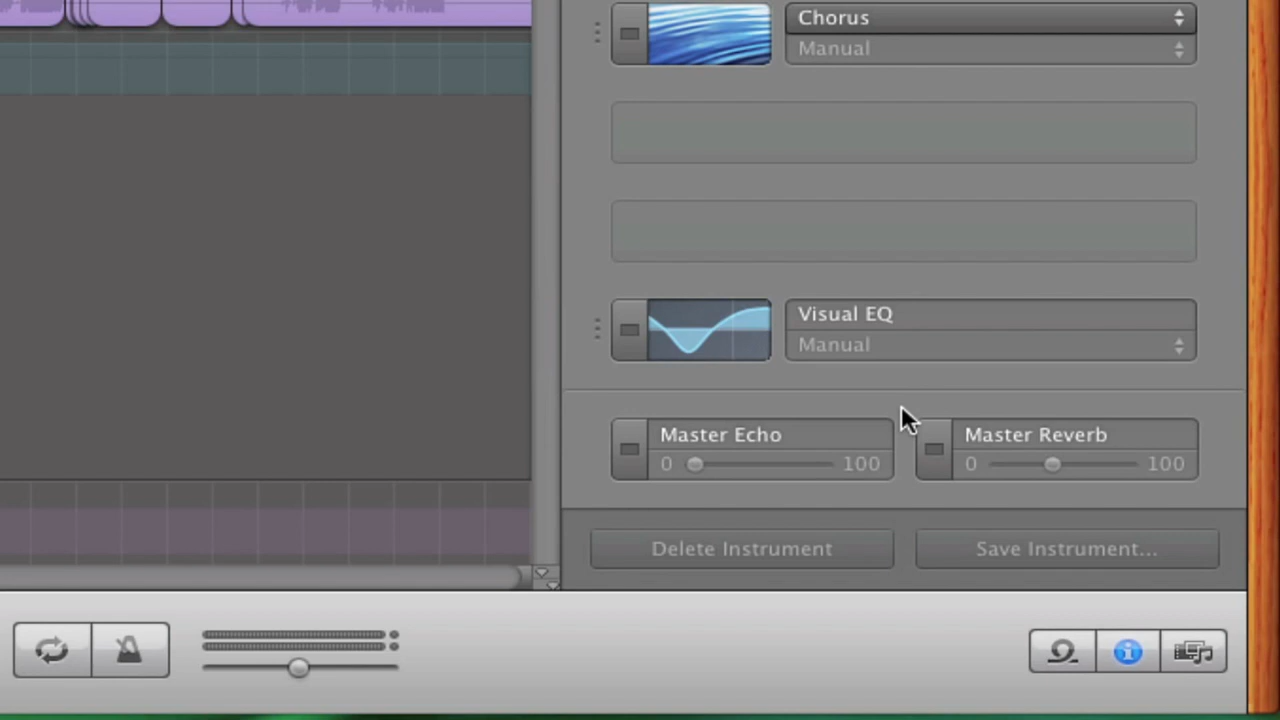 Chorus
Manual
Visual EQ
Manual
Master Echo
0 100
Master Reverb
0 100
Delete Instrument
Save Instrument...